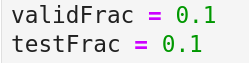 validFrac = 0.1
testFrac = 0.1